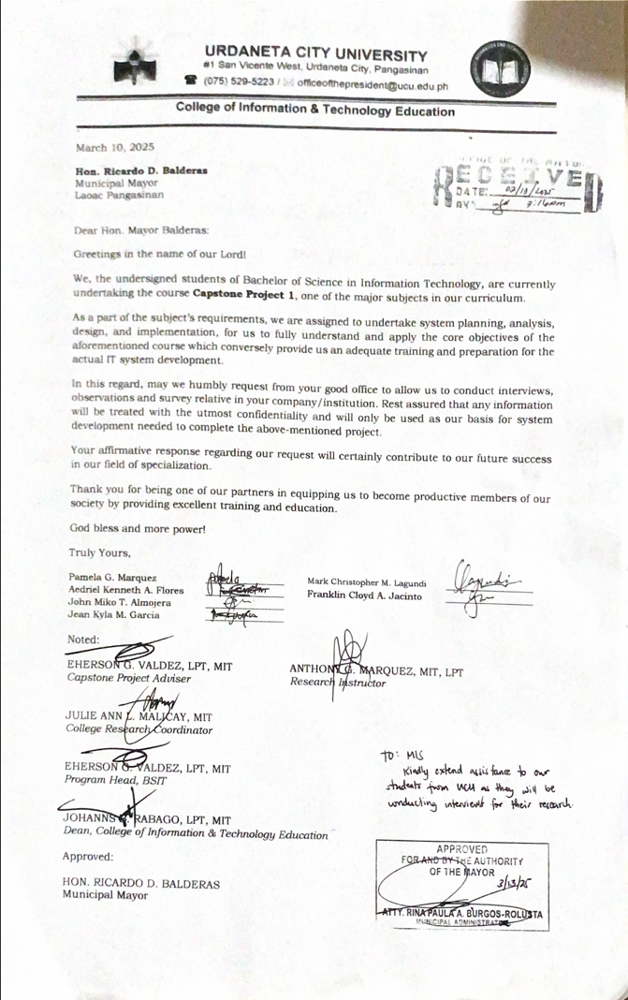 URDANETA CITY UNIVERSITY
#1 San Vicente West, Urdaneta City, Pangasinan
☎ (075) 529-5223 / ✉ officeofthepresident@ucu.edu.ph
College of Information & Technology Education
March 10, 2025
Hon. Ricardo D. Balderas
Municipal Mayor
Laoac Pangasinan
RECEIVED
DATE: 02/13/2025
BY: 3:16pm
Dear Hon. Mayor Balderas:
Greetings in the name of our Lord!
We, the undersigned students of Bachelor of Science in Information Technology, are currently
undertaking the course Capstone Project 1, one of the major subjects in our curriculum.
As a part of the subject's requirements, we are assigned to undertake system planning, analysis,
design, and implementation, for us to fully understand and apply the core objectives of the
aforementioned course which conversely provide us an adequate training and preparation for the
actual IT system development.
In this regard, may we humbly request from your good office to allow us to conduct interviews,
observations and survey relative in your company/institution. Rest assured that any information
will be treated with the utmost confidentiality and will only be used as our basis for system
development needed to complete the above-mentioned project.
Your affirmative response regarding our request will certainly contribute to our future success
in our field of specialization.
Thank you for being one of our partners in equipping us to become productive members of our
society by providing excellent training and education.
God bless and more power!
Truly Yours,
Pamela G. Marquez
Aedriel Kenneth A. Flores
John Miko T. Almojera
Jean Kyla M. Garcia
Mark Christopher M. Lagundi
Franklin Cloyd A. Jacinto
Noted:
EHERSON G. VALDEZ, LPT, MIT
Capstone Project Adviser
ANTHONY G. MARQUEZ, MIT, LPT
Research Instructor
JULIE ANN L. MALICAY, MIT
College Research Coordinator
EHERSON G. VALDEZ, LPT, MIT
Program Head, BSIT
JOHANNS RABAGO, LPT, MIT
Dean, College of Information & Technology Education
TO: MIS
Kindly extend assistance to our
students from UCU as they will be
conducting interviews for their research.
Approved:
HON. RICARDO D. BALDERAS
Municipal Mayor
APPROVED
FOR AND BY THE AUTHORITY
OF THE MAYOR
3/13/25
ATTY. RINA PAULA A. BURGOS-ROLUSTA
MUNICIPAL ADMINISTRATOR